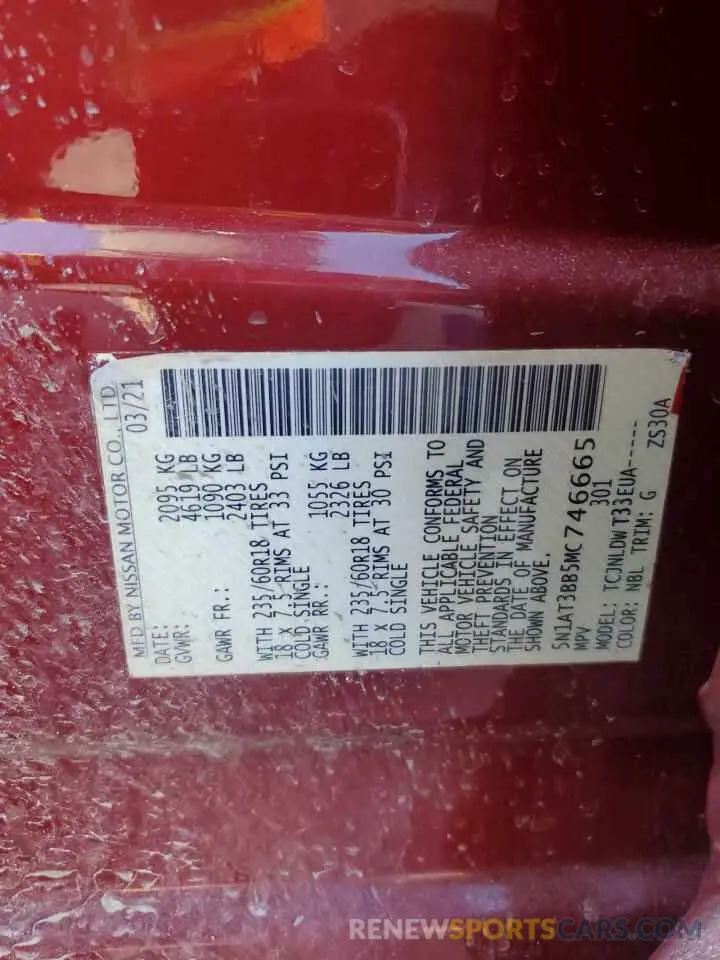 MFD BY NISSAN MOTOR CO., LTD.
DATE: 03/21
GVWR: 2095 KG
4619 LB
GAWR FR.: 1090 KG
2403 LB
WITH 235/60R18 TIRES
18 X 7.5 RIMS AT 33 PSI
COLD SINGLE
GAWR RR.: 1055 KG
2326 LB
WITH 235/60R18 TIRES
18 X 7.5 RIMS AT 30 PSI
COLD SINGLE
THIS VEHICLE CONFORMS TO
ALL APPLICABLE FEDERAL
MOTOR VEHICLE SAFETY AND
THEFT PREVENTION
STANDARDS IN EFFECT ON
THE DATE OF MANUFACTURE
SHOWN ABOVE.
5N1AT3BB5MC746665
MPV 301
MODEL: TCJNLDWT33EUA-----
COLOR: NBL TRIM: G ZS30A
RENEWSPORTSCARS.COM